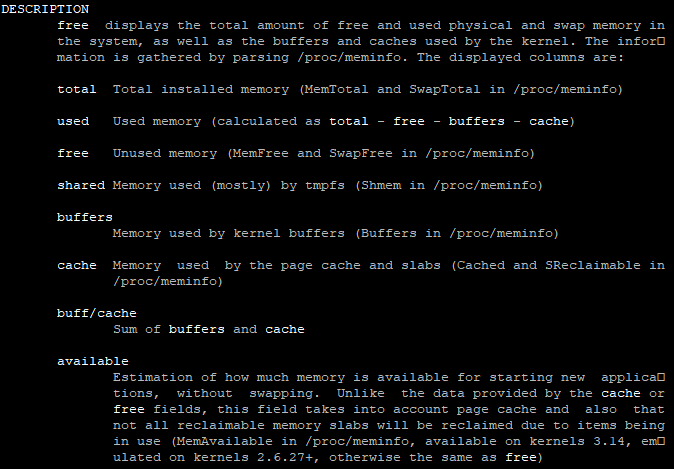 DESCRIPTION
free displays the total amount of free and used physical and swap memory in
the system, as well as the buffers and caches used by the kernel. The infor□
mation is gathered by parsing /proc/meminfo. The displayed columns are:
total Total installed memory (MemTotal and SwapTotal in /proc/meminfo)
used Used memory (calculated as total - free - buffers - cache)
free Unused memory (MemFree and SwapFree in /proc/meminfo)
shared Memory used (mostly) by tmpfs (Shmem in /proc/meminfo)
buffers
Memory used by kernel buffers (Buffers in /proc/meminfo)
cache Memory used by the page cache and slabs (Cached and SReclaimable in
/proc/meminfo)
buff/cache
Sum of buffers and cache
available
Estimation of how much memory is available for starting new applica□
tions, without swapping. Unlike the data provided by the cache or
free fields, this field takes into account page cache and also that
not all reclaimable memory slabs will be reclaimed due to items being
in use (MemAvailable in /proc/meminfo, available on kernels 3.14, em□
ulated on kernels 2.6.27+, otherwise the same as free)